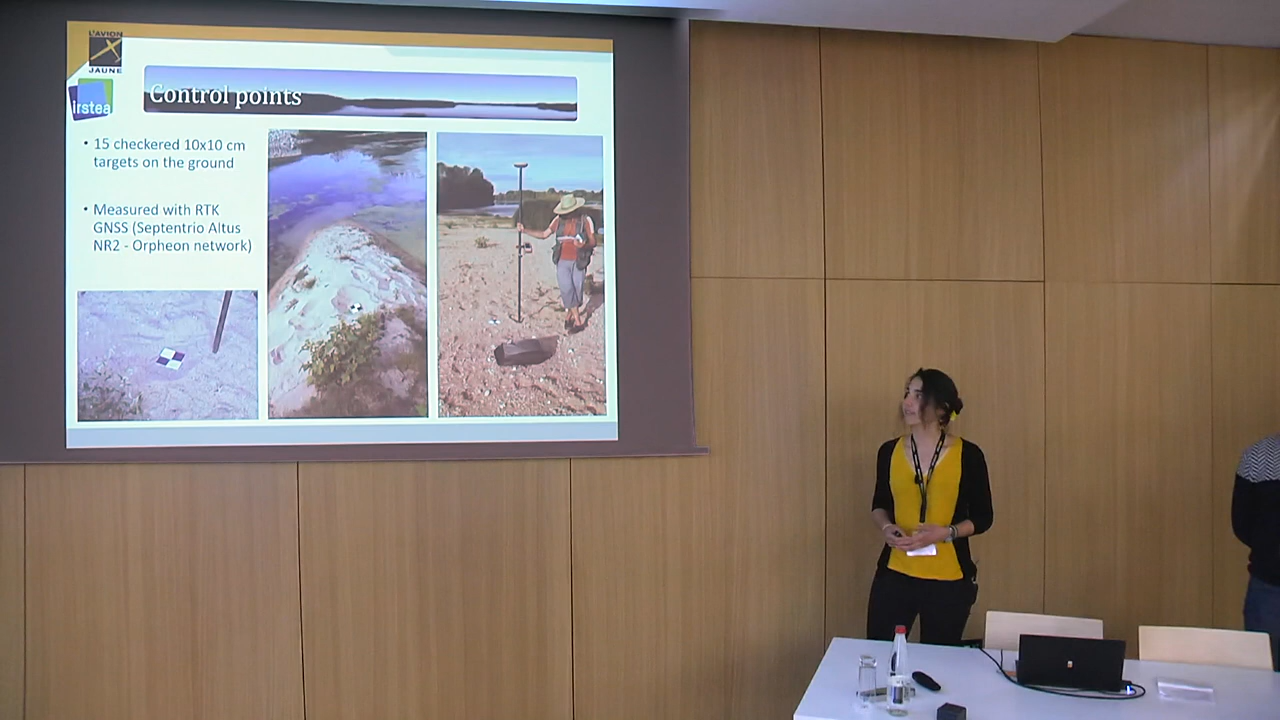 L'AVION
JAUNE
irstea
Control points
• 15 checkered 10x10 cm
targets on the ground
• Measured with RTK
GNSS (Septentrio Altus
NR2 - Orpheon network)